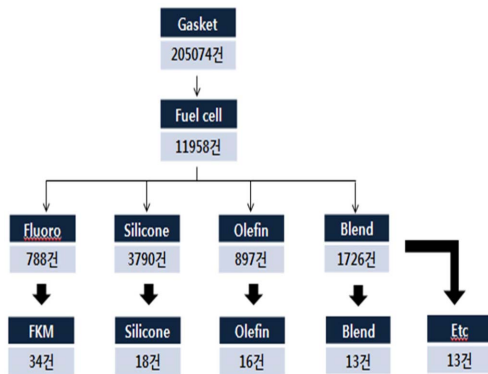 Gasket
205074건
Fuel cell
11958건
Fluoro Silicone Olefin Blend
788건 3790건 897건 1726건
FKM Silicone Olefin Blend Etc
34건 18건 16건 13건 13건